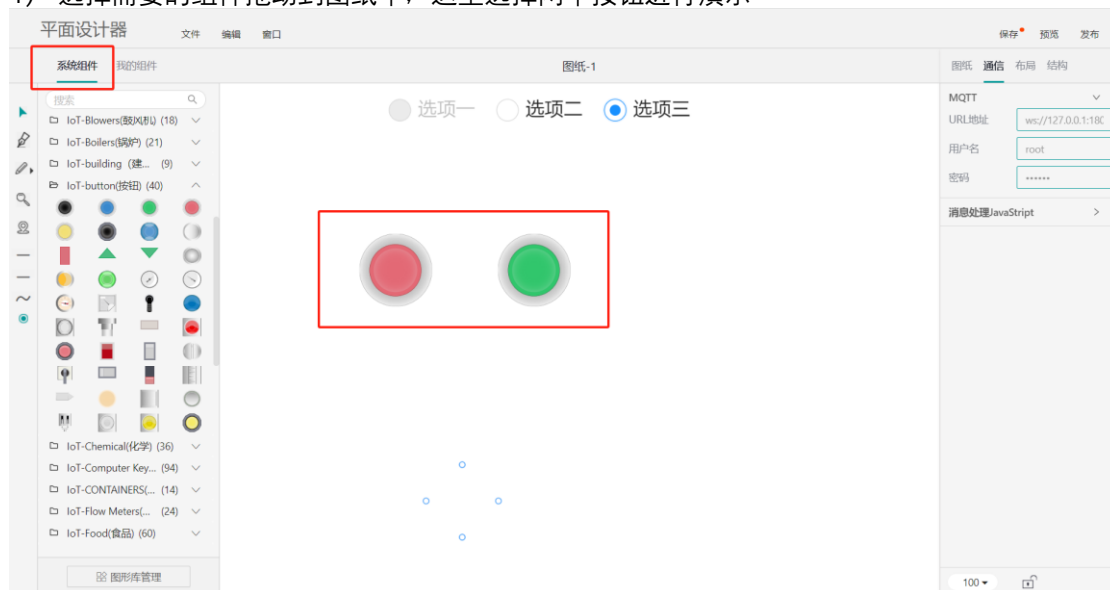 平面设计器 文件 编辑 窗口 保存 预览 发布
系统组件 我的组件 图纸-1 图纸 通信 布局 结构
搜索
选项一 选项二 选项三
IoT-Blowers(鼓风机) (18)
IoT-Boilers(锅炉) (21)
IoT-building (建... (9)
IoT-button(按钮) (40)
IoT-Chemical(化学) (36)
IoT-Computer Key... (94)
IoT-CONTAINERS(... (14)
IoT-Flow Meters(... (24)
IoT-Food(食品) (60)
图形库管理
MQTT
URL地址 ws://127.0.0.1:18
用户名 root
密码 ••••••
消息处理JavaScript
100